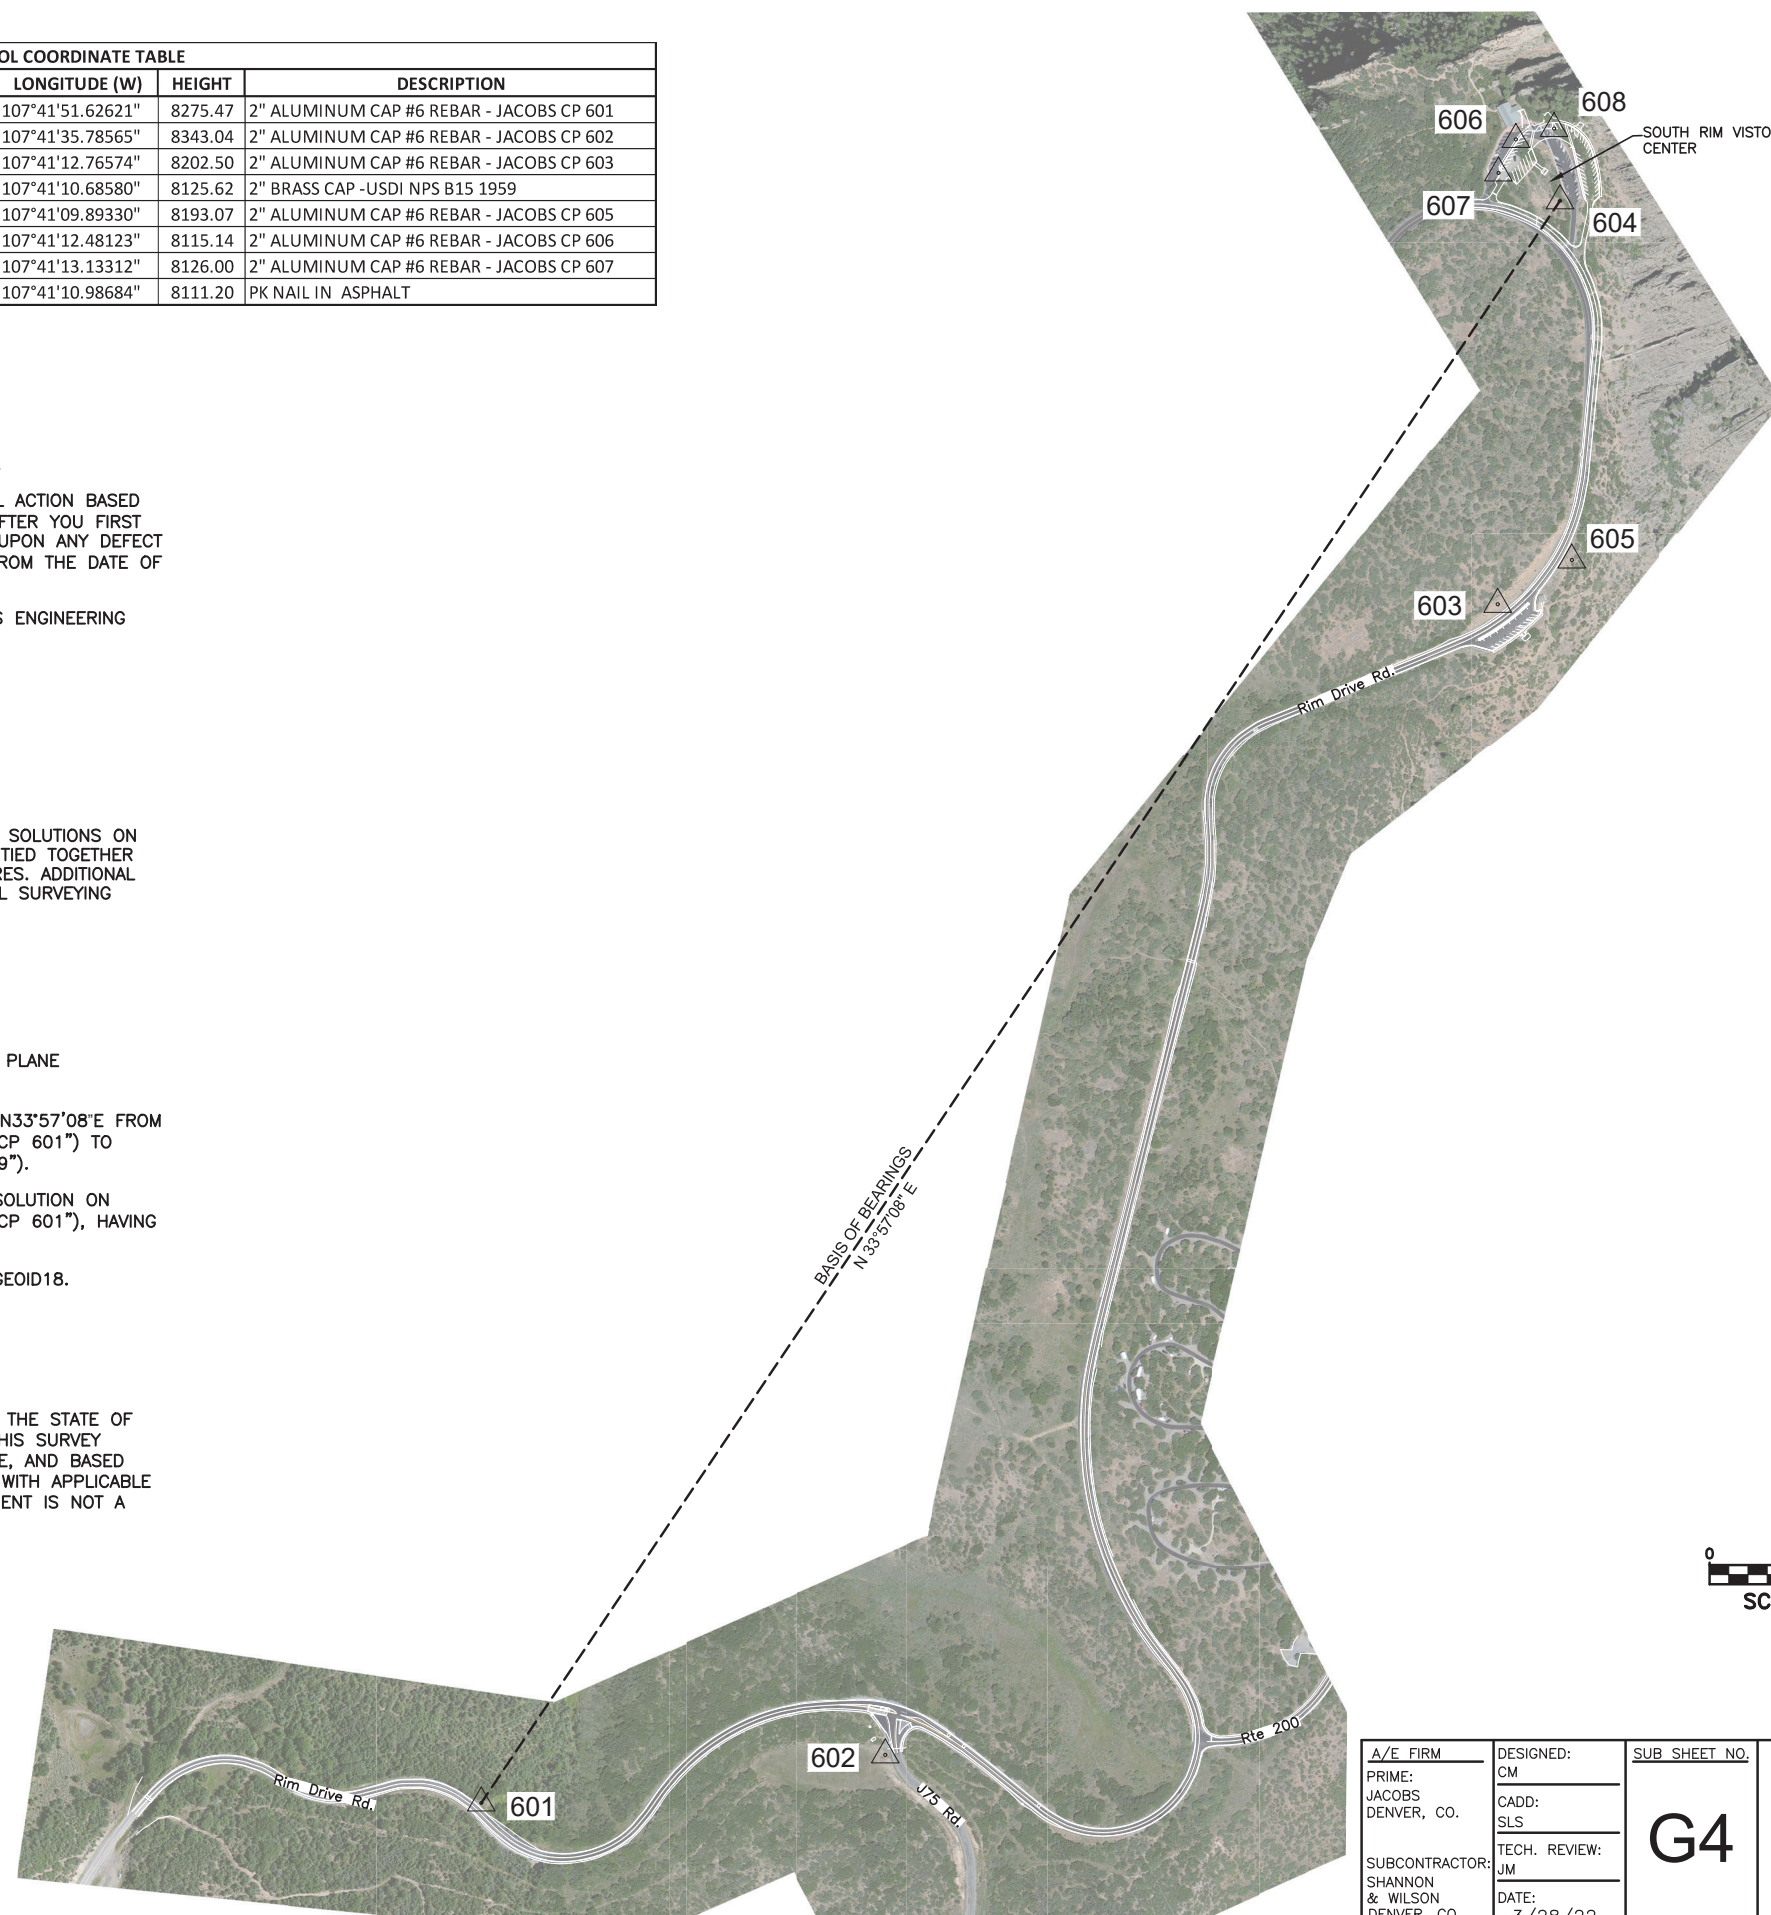 OL COORDINATE TABLE
LONGITUDE (W) HEIGHT DESCRIPTION
107°41'51.62621" 8275.47 2" ALUMINUM CAP #6 REBAR - JACOBS CP 601
107°41'35.78565" 8343.04 2" ALUMINUM CAP #6 REBAR - JACOBS CP 602
107°41'12.76574" 8202.50 2" ALUMINUM CAP #6 REBAR - JACOBS CP 603
107°41'10.68580" 8125.62 2" BRASS CAP -USDI NPS B15 1959
107°41'09.89330" 8193.07 2" ALUMINUM CAP #6 REBAR - JACOBS CP 605
107°41'12.48123" 8115.14 2" ALUMINUM CAP #6 REBAR - JACOBS CP 606
107°41'13.13312" 8126.00 2" ALUMINUM CAP #6 REBAR - JACOBS CP 607
107°41'10.98684" 8111.20 PK NAIL IN ASPHALT
L ACTION BASED
FTER YOU FIRST
UPON ANY DEFECT
ROM THE DATE OF
S ENGINEERING
SOLUTIONS ON
TIED TOGETHER
RES. ADDITIONAL
L SURVEYING
PLANE
N33°57'08"E FROM
CP 601") TO
9").
SOLUTION ON
CP 601"), HAVING
GEOID18.
THE STATE OF
HIS SURVEY
E, AND BASED
WITH APPLICABLE
ENT IS NOT A
608
606
SOUTH RIM VISTO
CENTER
607
604
605
603
Rim Drive Rd.
BASIS OF BEARINGS
N 33°57'08" E
Rte 200
602
601
Rim Drive Rd.
J75 Rd.
0
SC
A/E FIRM
PRIME:
JACOBS
DENVER, CO.
SUBCONTRACTOR:
SHANNON
& WILSON
DENVER, CO.
DESIGNED:
CM
CADD:
SLS
TECH. REVIEW:
JM
DATE:
3/28/22
SUB SHEET NO.
G4